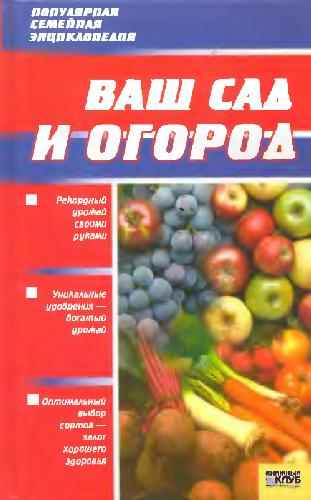 ПОПУЛЯРНАЯ
СЕМЕЙНАЯ
ЭНЦИКЛОПЕДИЯ
ВАШ САД
И ОГОРОД
Рекордный
урожай
своими
руками
Уникальные
удобрения —
богатый
урожай
Оптимальный
выбор
сортов —
залог
хорошего
здоровья
КНИЖНЫЙ
КЛУБ